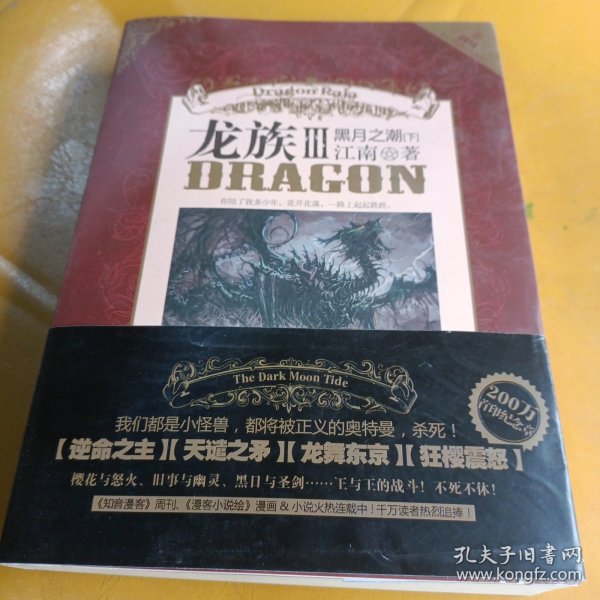 Dragon Raja
龙族III 黑月之潮(下)
江南 著
DRAGON
你陪了我多少年，花开花落，一路上起起跌跌。
The Dark Moon Tide
200万
首印纪念章
我们都是小怪兽，都将被正义的奥特曼，杀死！
【逆命之主】【天谴之矛】【龙舞东京】【狂樱震怒】
樱花与怒火、旧事与幽灵、黑日与圣剑……王与王的战斗！不死不休！
《知音漫客》周刊、《漫客小说绘》漫画 & 小说火热连载中！千万读者热烈追捧！
孔夫子旧书网
www.kongfz.com